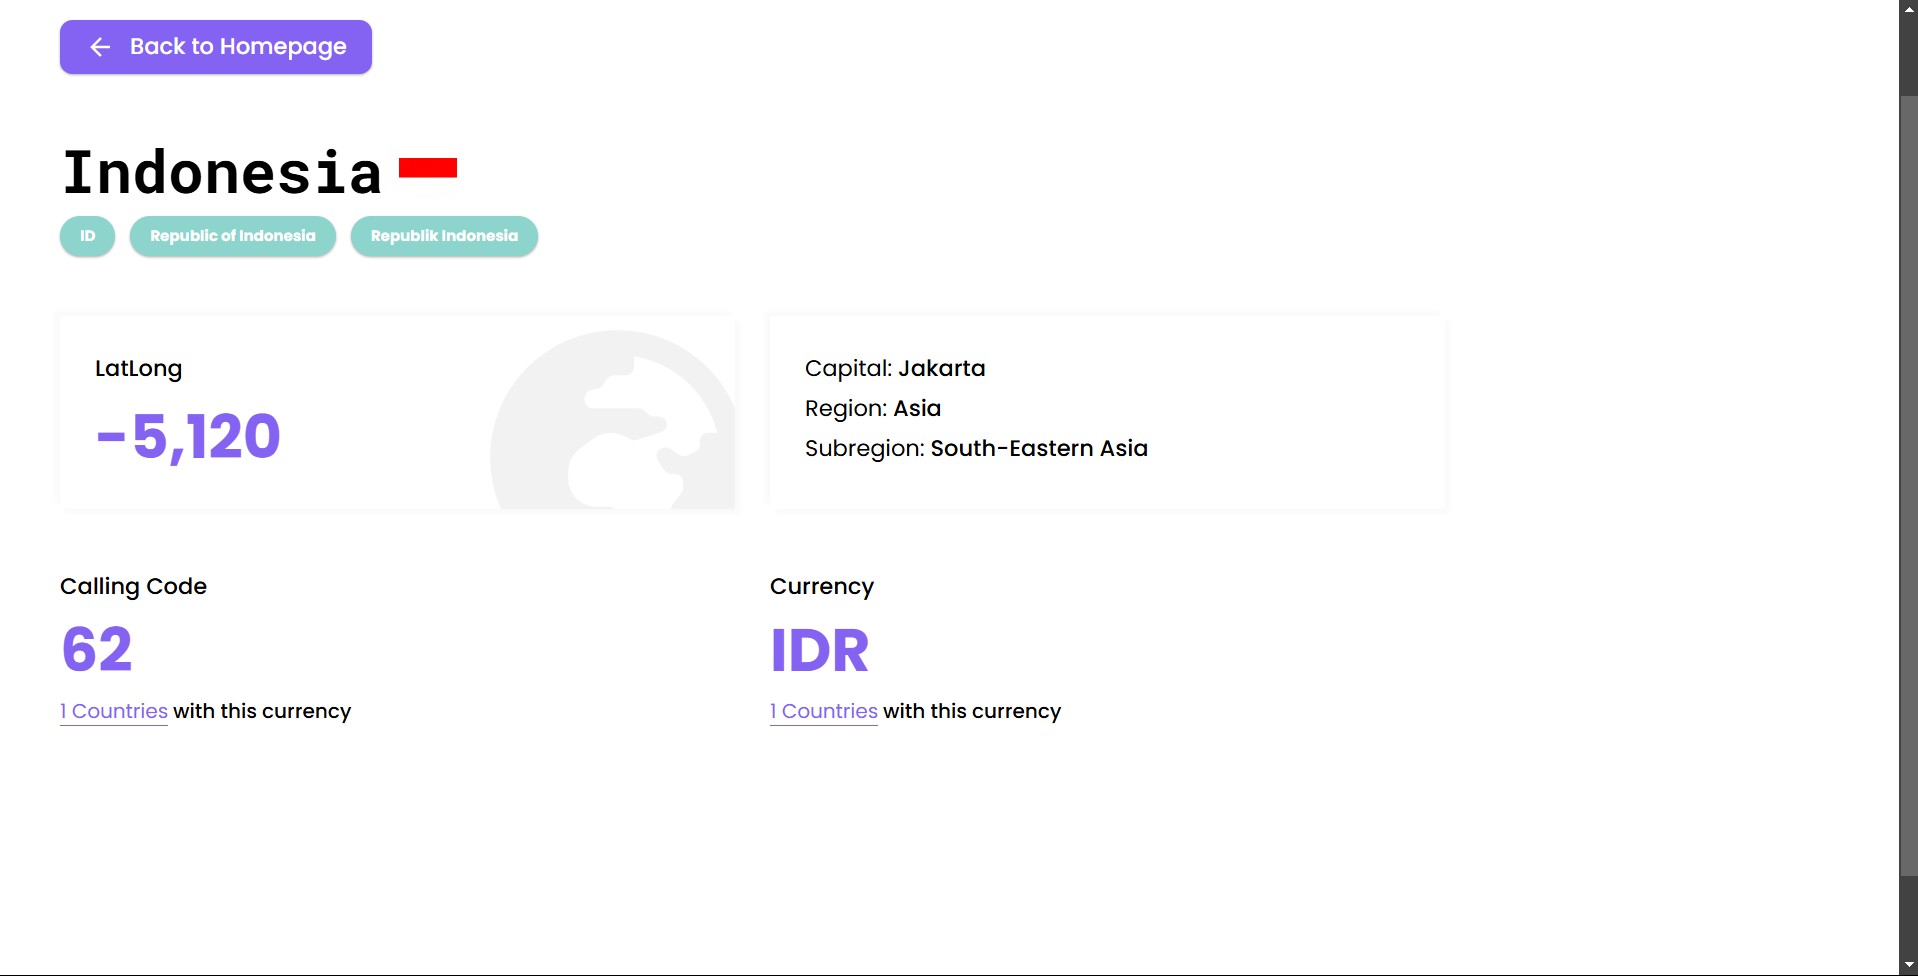 Back to Homepage
Indonesia
ID Republic of Indonesia Republik Indonesia
LatLong
-5,120
Capital: Jakarta
Region: Asia
Subregion: South-Eastern Asia
Calling Code
62
1 Countries with this currency
Currency
IDR
1 Countries with this currency